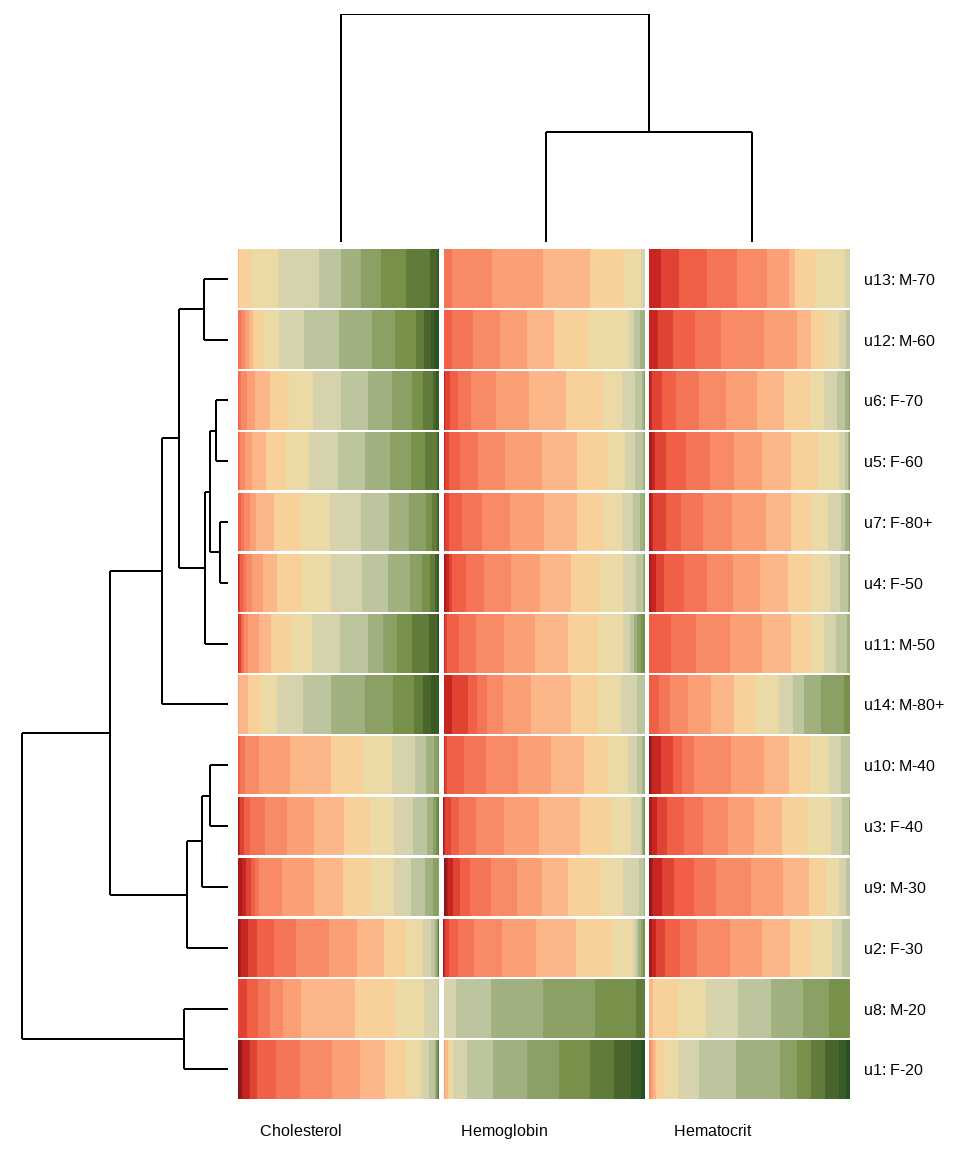 u13: M-70
u12: M-60
u6: F-70
u5: F-60
u7: F-80+
u4: F-50
u11: M-50
u14: M-80+
u10: M-40
u3: F-40
u9: M-30
u2: F-30
u8: M-20
u1: F-20
Cholesterol Hemoglobin Hematocrit